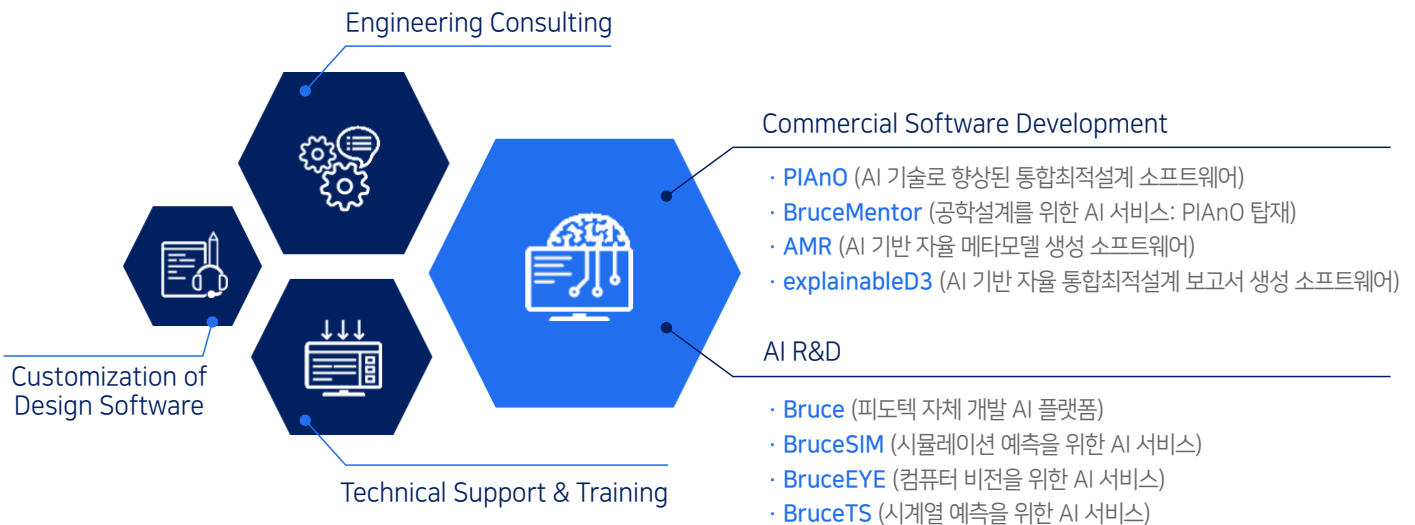 Engineering Consulting
Commercial Software Development
· PIAnO (AI 기술로 향상된 통합최적설계 소프트웨어)
· BruceMentor (공학설계를 위한 AI 서비스: PIAnO 탑재)
· AMR (AI 기반 자율 메타모델 생성 소프트웨어)
· explainableD3 (AI 기반 자율 통합최적설계 보고서 생성 소프트웨어)
AI R&D
· Bruce (피도텍 자체 개발 AI 플랫폼)
· BruceSIM (시뮬레이션 예측을 위한 AI 서비스)
· BruceEYE (컴퓨터 비전을 위한 AI 서비스)
· BruceTS (시계열 예측을 위한 AI 서비스)
Customization of
Design Software
Technical Support & Training